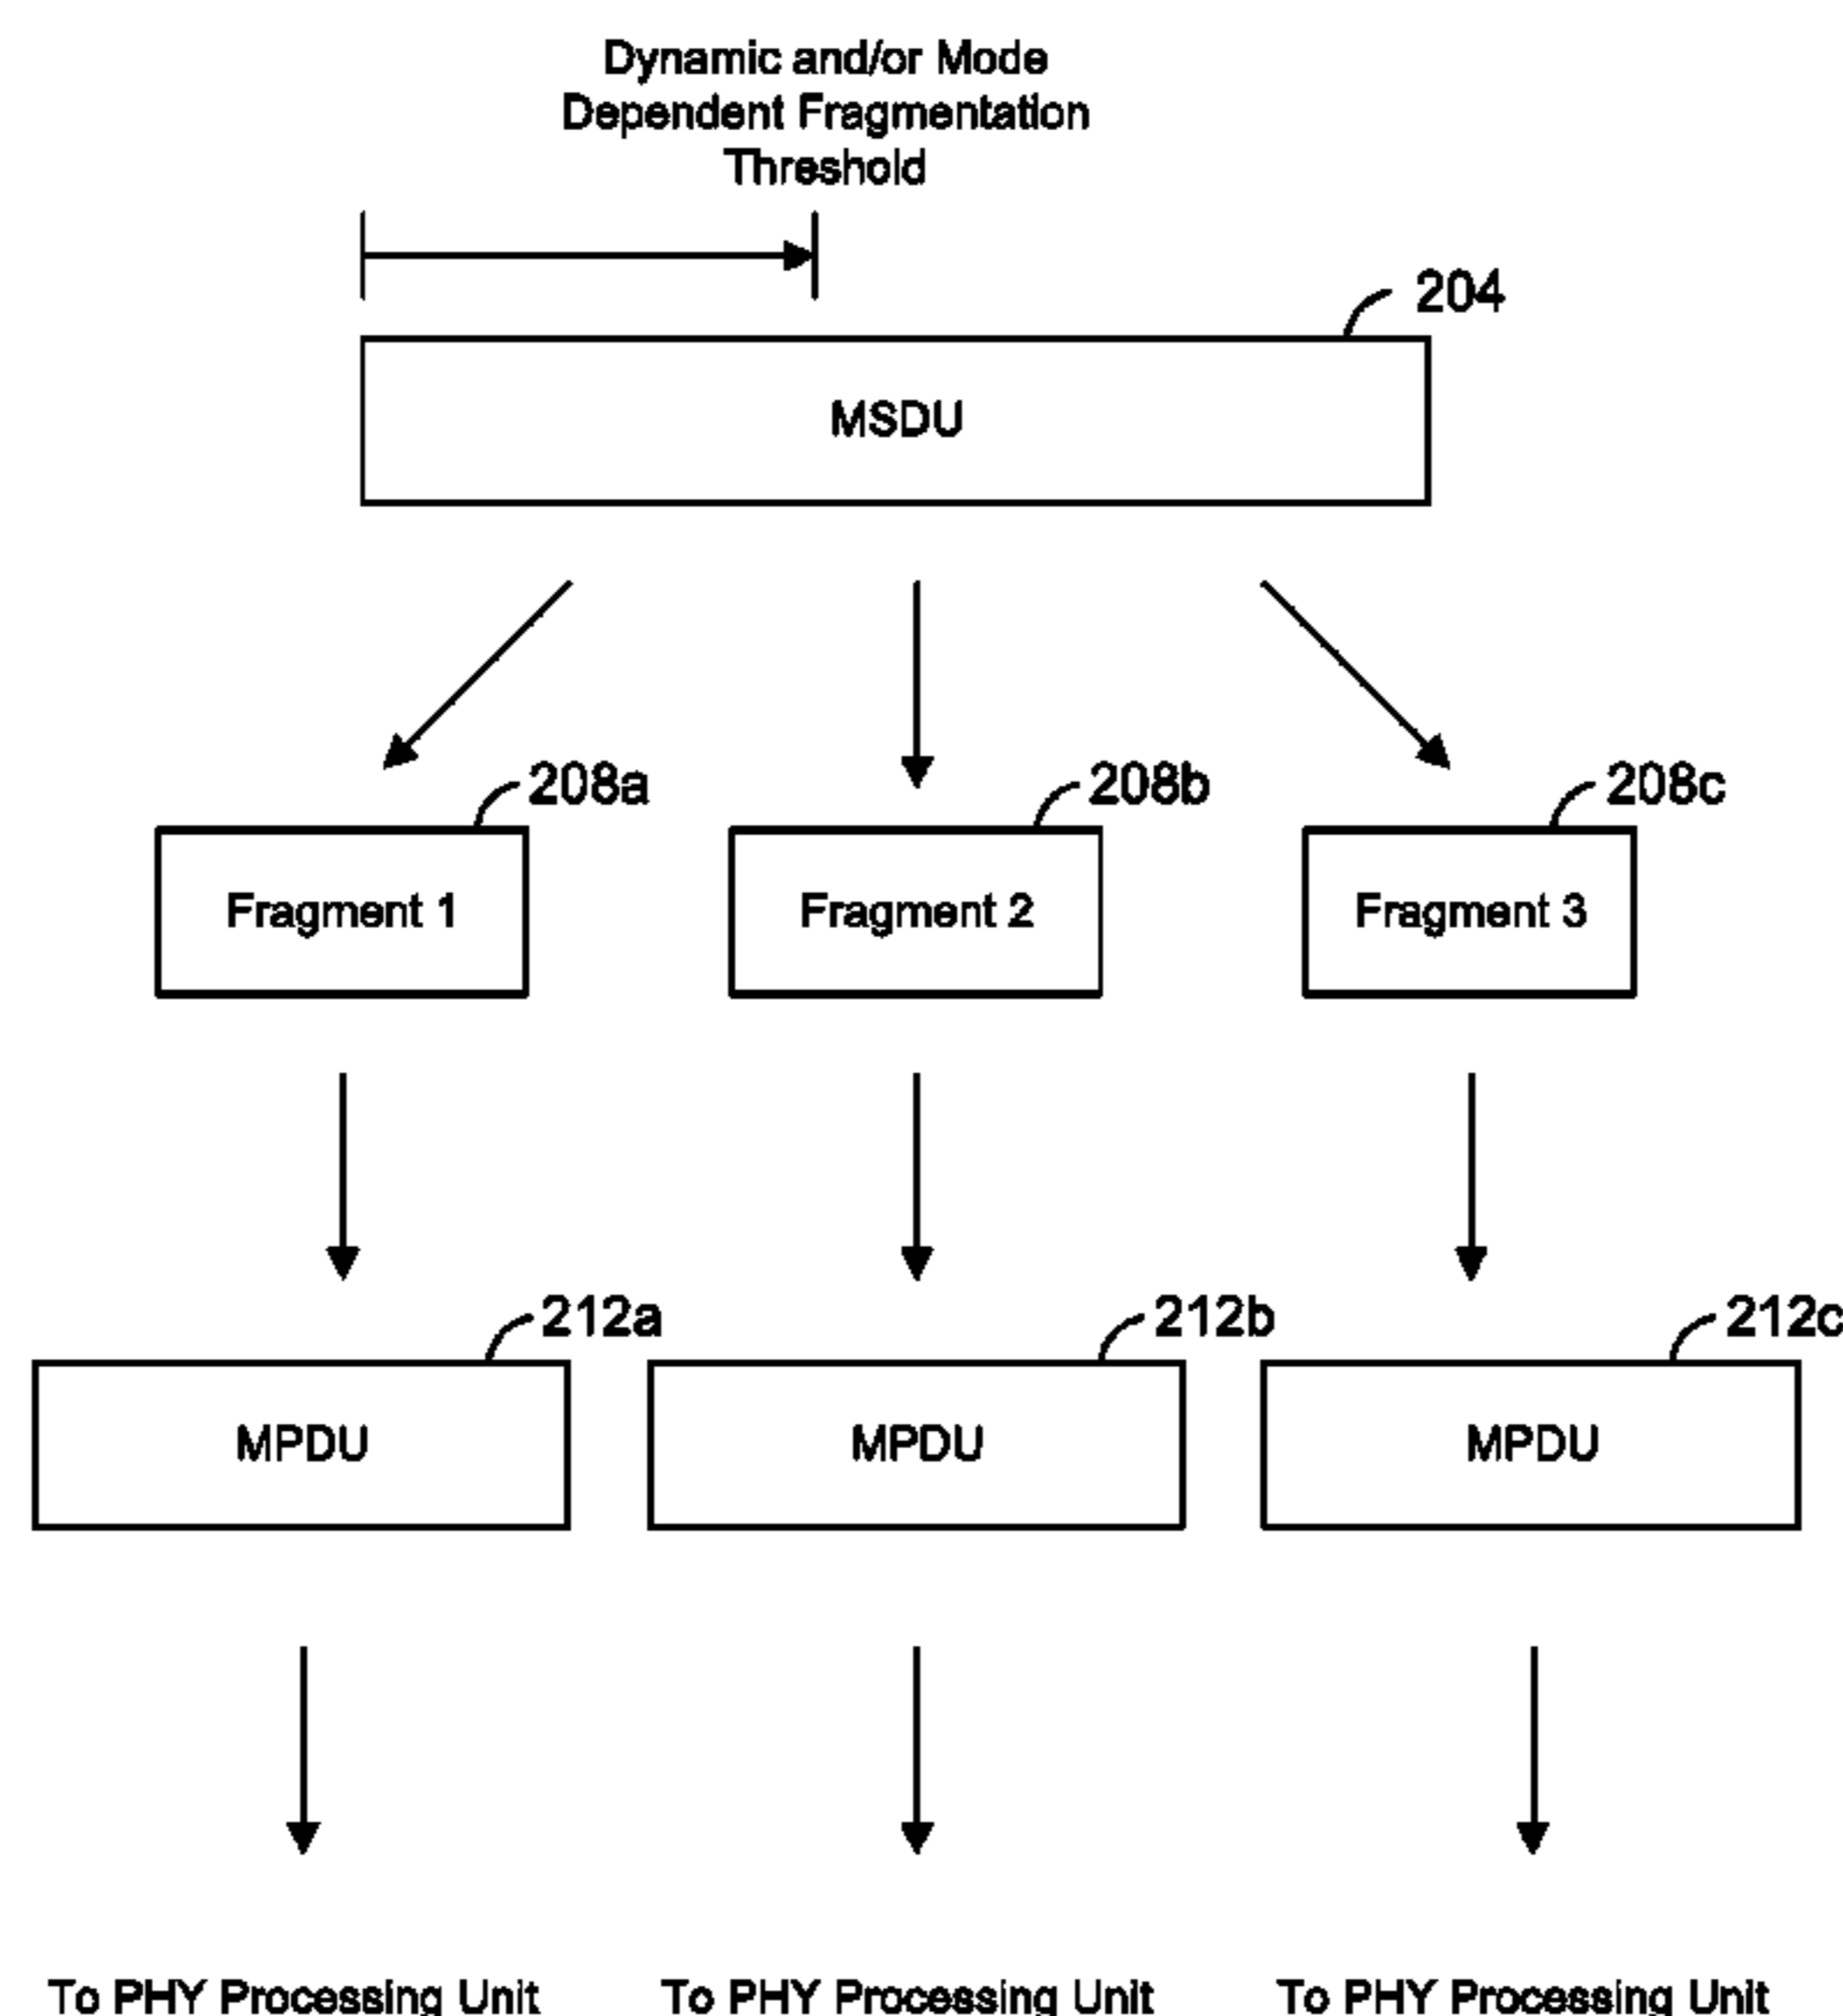 Dynamic and/or Mode
Dependent Fragmentation
Threshold
204
MSDU
208a
208b
208c
Fragment 1
Fragment 2
Fragment 3
212a
212b
212c
MPDU
MPDU
MPDU
To PHY Processing Unit
To PHY Processing Unit
To PHY Processing Unit